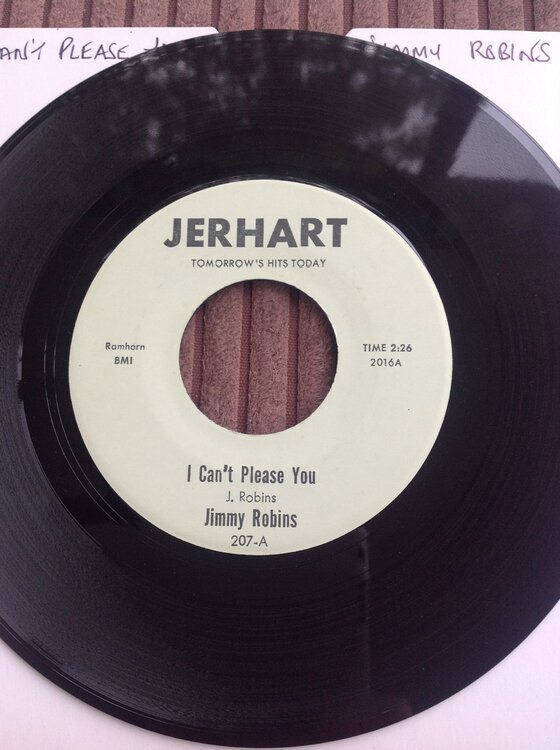 AN'T PLEASE
JIMMY ROBINS
JERHART
TOMORROW'S HITS TODAY
Ramhorn
BMI
TIME 2:26
2016A
I Can't Please You
J. Robins
Jimmy Robins
207-A